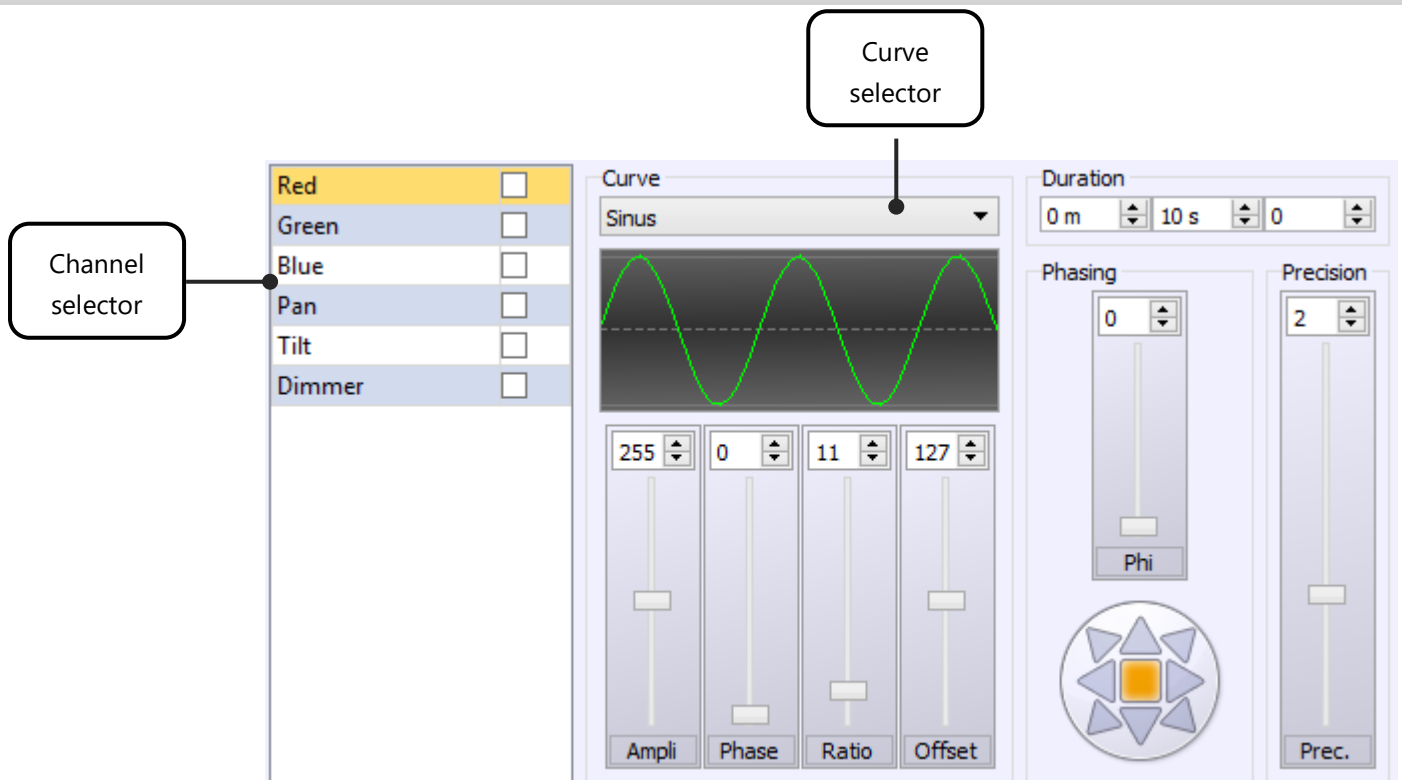 Curve
selector
Channel
selector
Red
Green
Blue
Pan
Tilt
Dimmer
Curve
Sinus
255 0 11 127
Ampli Phase Ratio Offset
Duration
0 m 10 s 0
Phasing
0
Phi
Precision
2
Prec.